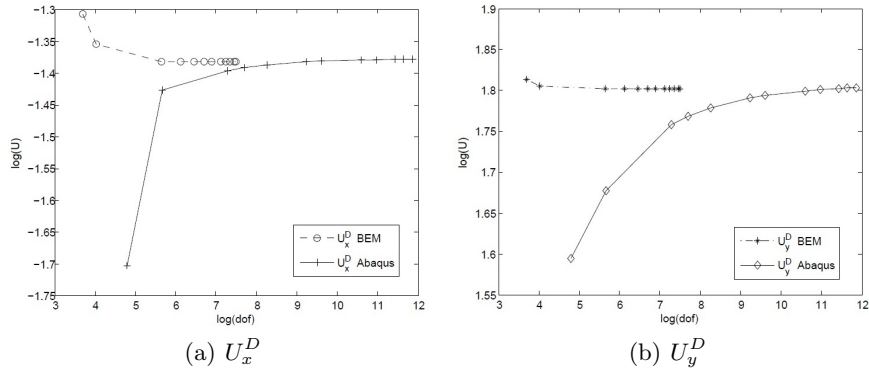 −1.3
−1.35
−1.4
−1.45
−1.5
−1.55
−1.6
−1.65
−1.7
−1.75
log(U)
3 4 5 6 7 8 9 10 11 12
log(dof)
U_x^D BEM
U_x^D Abaqus
(a) U_x^D
1.9
1.85
1.8
1.75
1.7
1.65
1.6
1.55
log(U)
3 4 5 6 7 8 9 10 11 12
log(dof)
U_y^D BEM
U_y^D Abaqus
(b) U_y^D